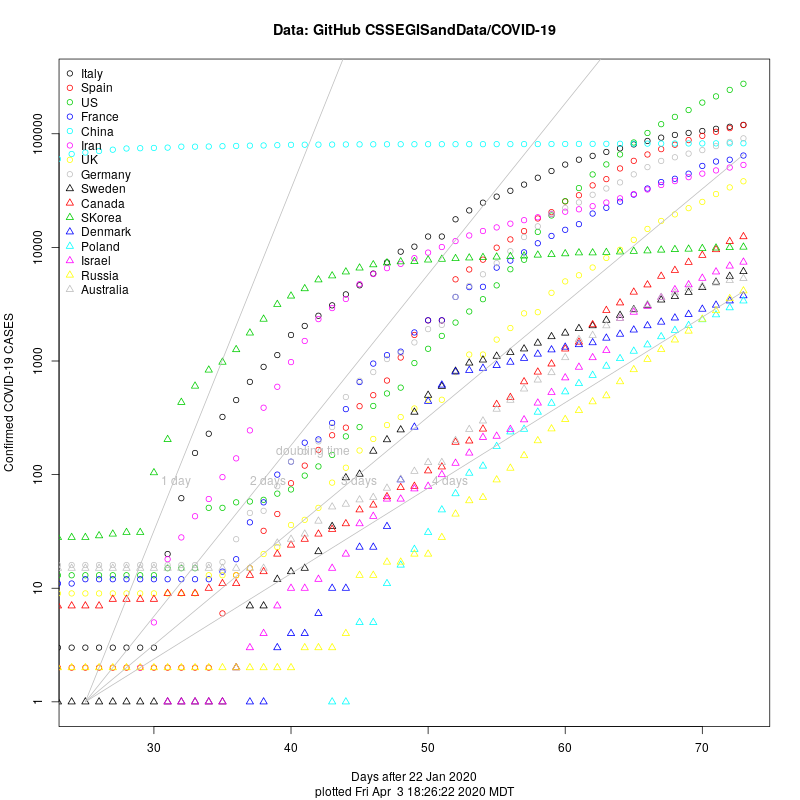 Data: GitHub CSSEGISandData/COVID-19
Confirmed COVID-19 CASES
100000
10000
1000
100
10
1
Italy
Spain
US
France
China
Iran
UK
Germany
Sweden
Canada
SKorea
Denmark
Poland
Israel
Russia
Australia
doubling time
1 day
2 days
3 days
4 days
30
40
50
60
70
Days after 22 Jan 2020
plotted Fri Apr 3 18:26:22 2020 MDT